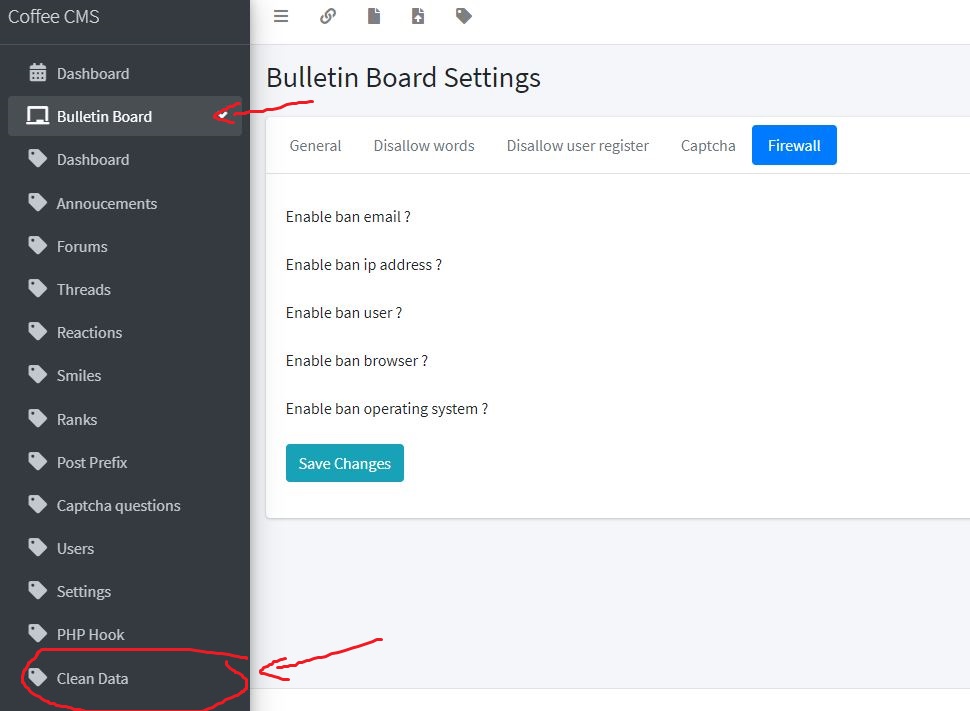 Coffee CMS
Dashboard
Bulletin Board
Dashboard
Annoucements
Forums
Threads
Reactions
Smiles
Ranks
Post Prefix
Captcha questions
Users
Settings
PHP Hook
Clean Data
Bulletin Board Settings
General Disallow words Disallow user register Captcha Firewall
Enable ban email ?
Enable ban ip address ?
Enable ban user ?
Enable ban browser ?
Enable ban operating system ?
Save Changes